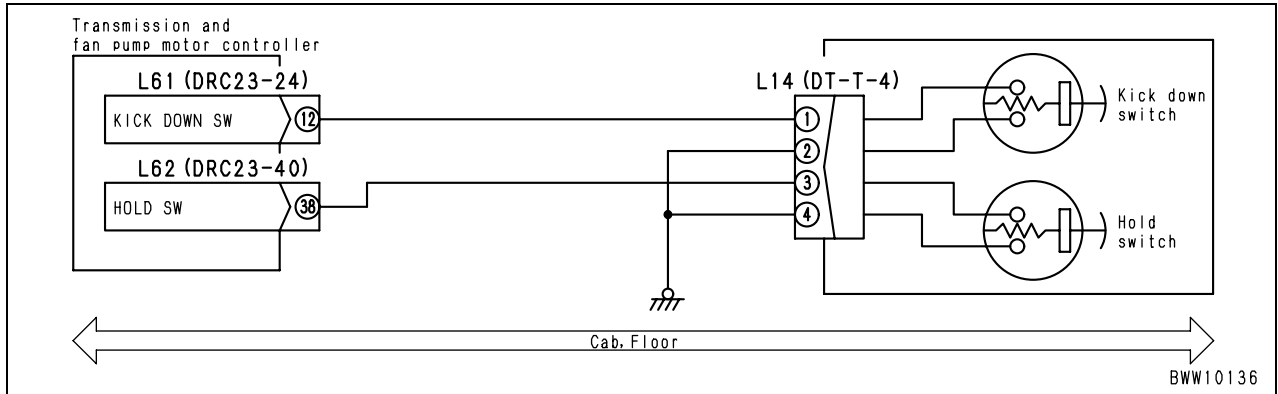 Transmission and
fan pump motor controller
L61 (DRC23-24)
KICK DOWN SW
12
L62 (DRC23-40)
HOLD SW
38
L14 (DT-T-4)
1
2
3
4
Kick down
switch
Hold
switch
Cab, Floor
BWW10136